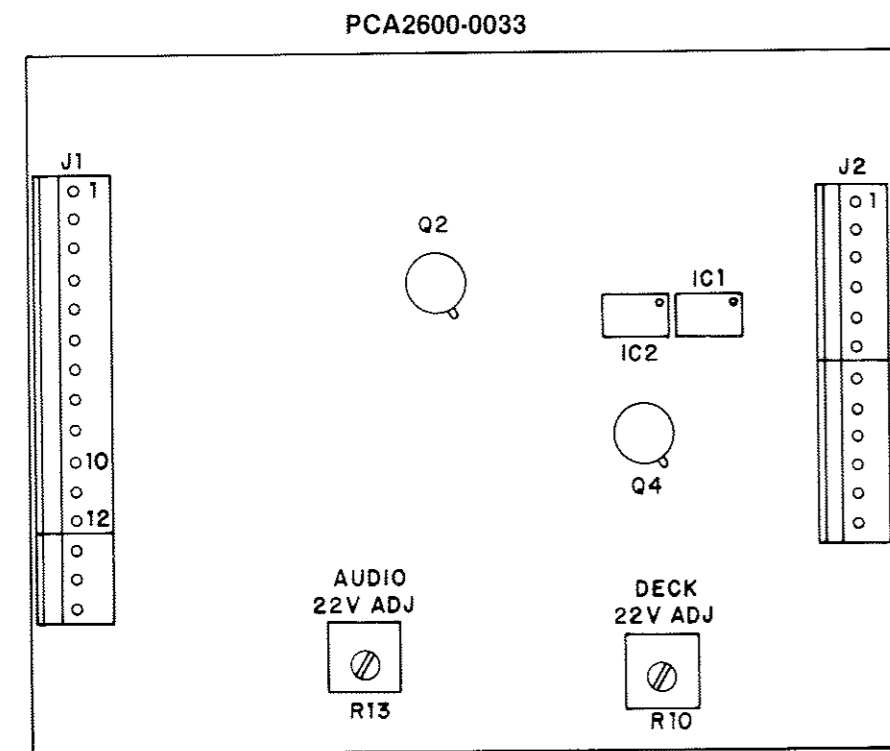 PCA2600-0033
J1
1
10
12
Q2
IC1
IC2
Q4
J2
1
AUDIO
22V ADJ
R13
DECK
22V ADJ
R10